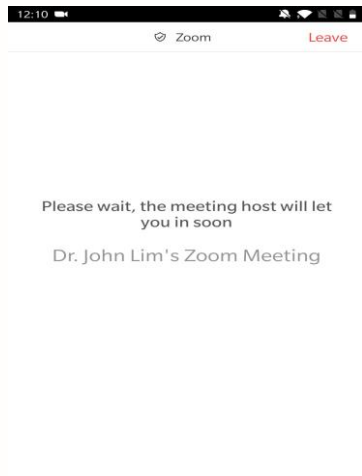 12:10
Zoom
Leave
Please wait, the meeting host will let
you in soon
Dr. John Lim's Zoom Meeting